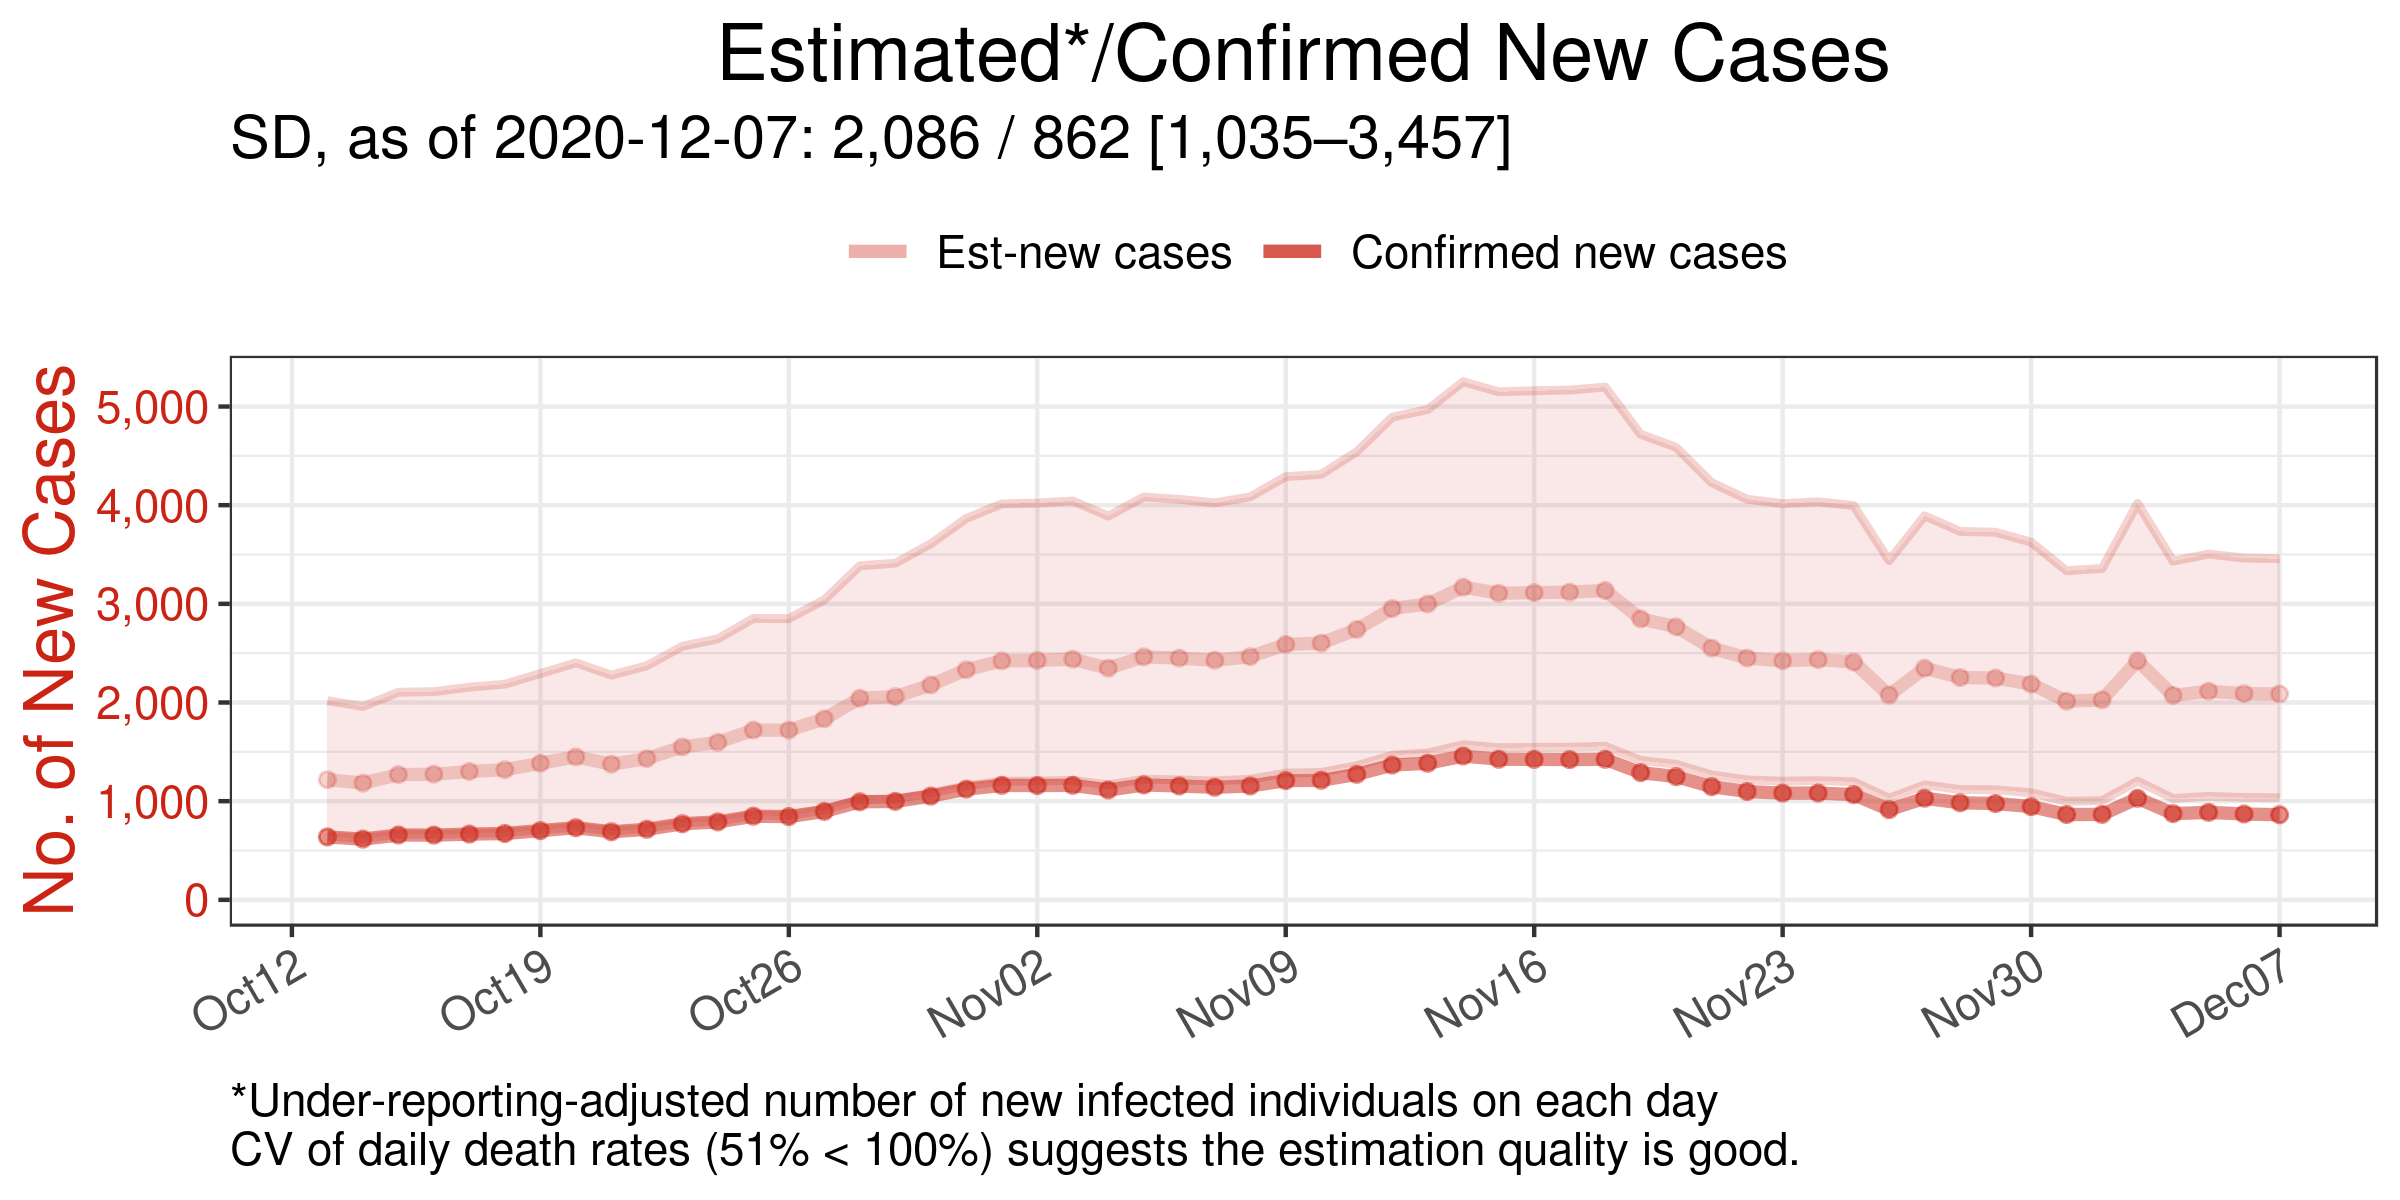 Estimated*/Confirmed New Cases
SD, as of 2020-12-07: 2,086 / 862 [1,035–3,457]
Est-new cases
Confirmed new cases
No. of New Cases
5,000
4,000
3,000
2,000
1,000
0
Oct12
Oct19
Oct26
Nov02
Nov09
Nov16
Nov23
Nov30
Dec07
*Under-reporting-adjusted number of new infected individuals on each day
CV of daily death rates (51% < 100%) suggests the estimation quality is good.